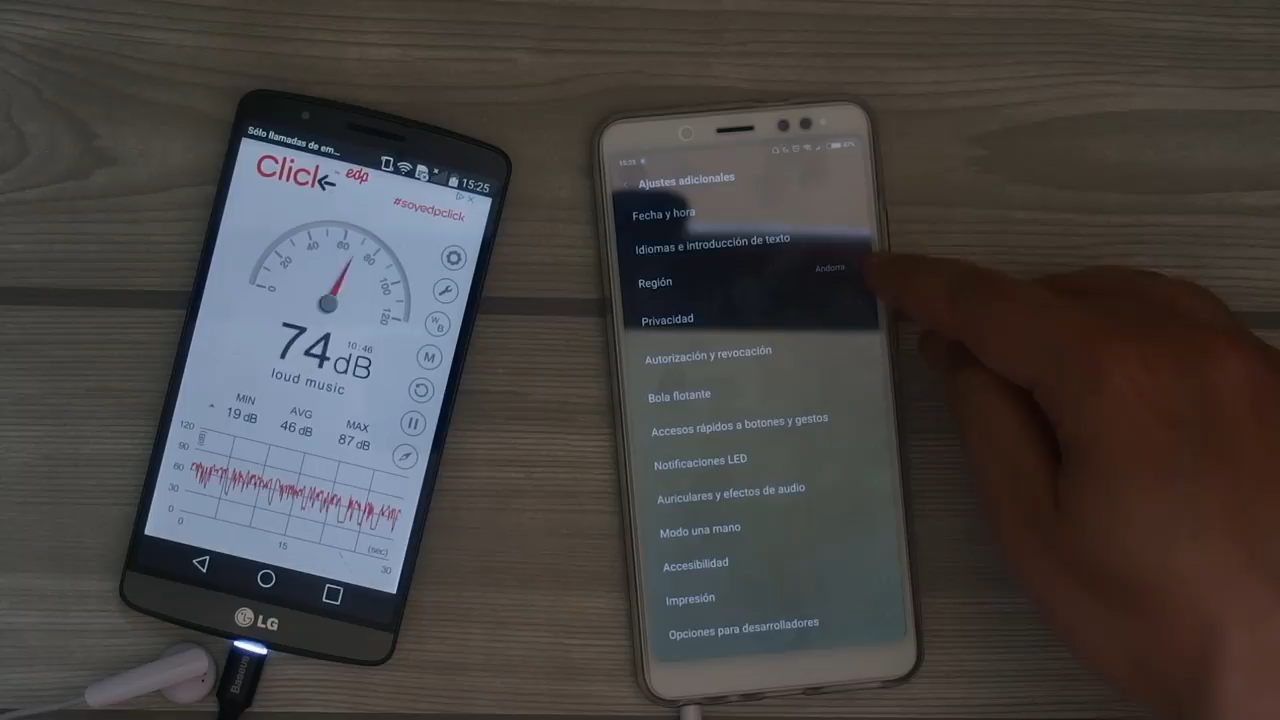 Sólo llamadas de em...
15:25
Click
edp
#soyedpclick
0 20 40 60 80 100 120
W
B
M
74 dB
10:46
loud music
MIN
19 dB
AVG
46 dB
MAX
87 dB
120
(dB)
90
60
30
0
0
15
(sec)
30
LG
Baseus
Ajustes adicionales
Fecha y hora
Idiomas e introducción de texto
Región
Andorra
Privacidad
Autorización y revocación
Bola flotante
Accesos rápidos a botones y gestos
Notificaciones LED
Auriculares y efectos de audio
Modo una mano
Accesibilidad
Impresión
Opciones para desarrolladores